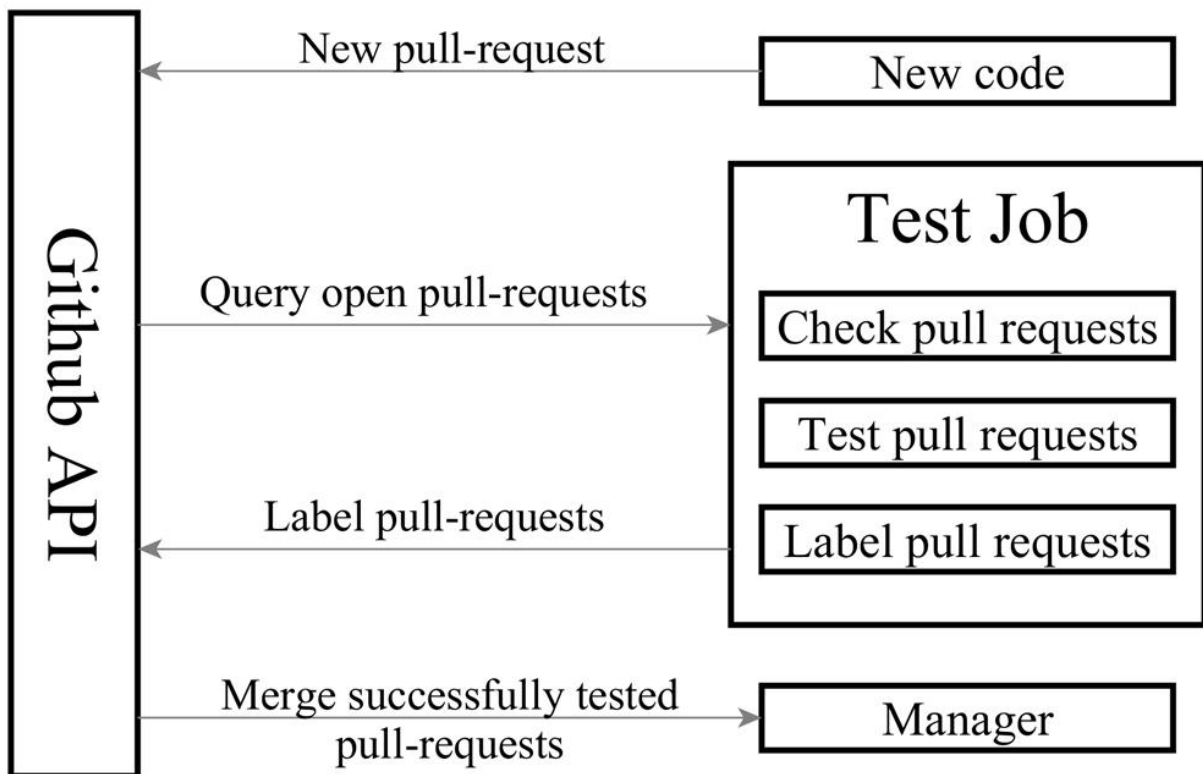 New pull-request
New code
Github API
Test Job
Query open pull-requests
Check pull requests
Test pull requests
Label pull-requests
Label pull requests
Merge successfully tested
pull-requests
Manager